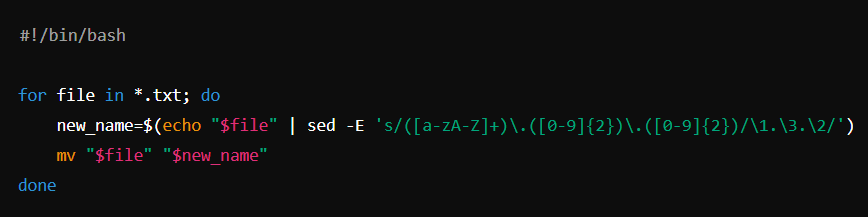 #!/bin/bash
for file in *.txt; do
    new_name=$(echo "$file" | sed -E 's/([a-zA-Z]+)\.([0-9]{2})\.([0-9]{2})/\1.\3.\2/')
    mv "$file" "$new_name"
done